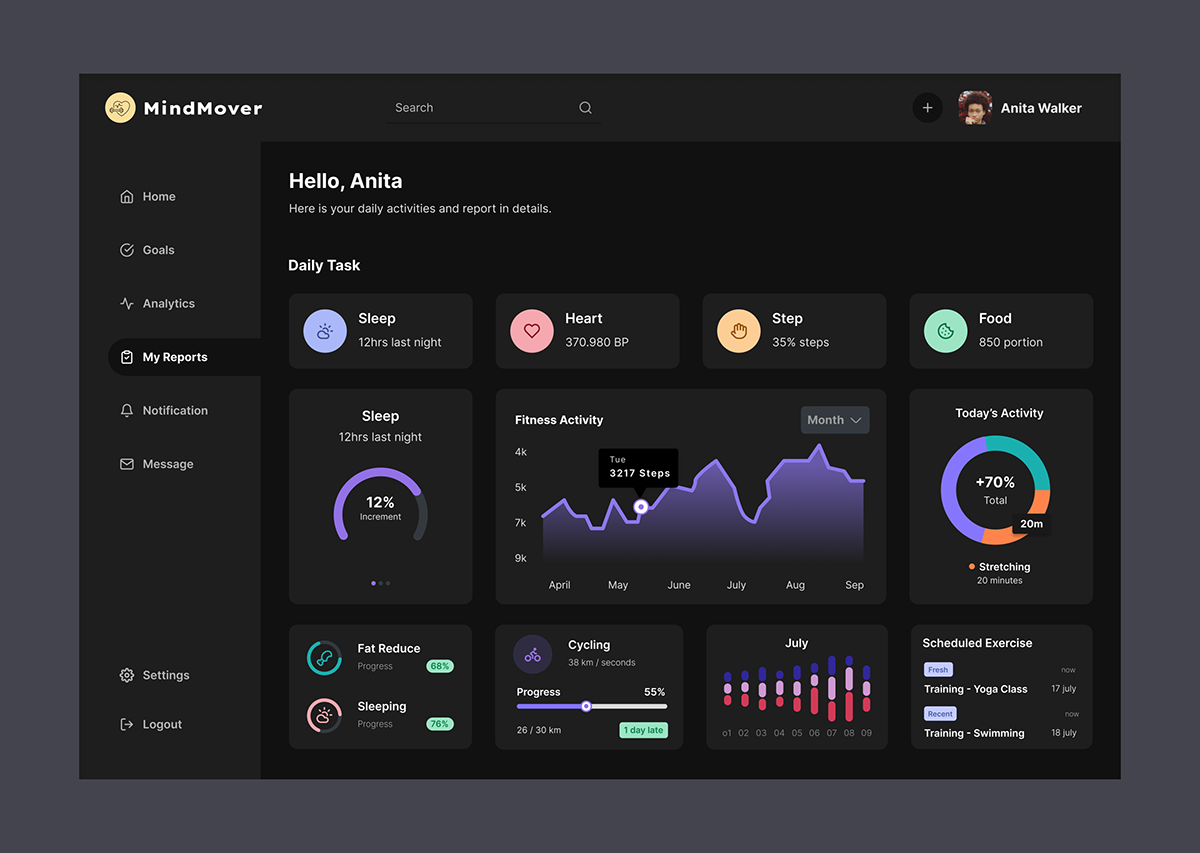 MindMover
Search
Anita Walker
Home
Goals
Analytics
My Reports
Notification
Message
Settings
Logout
Hello, Anita
Here is your daily activities and report in details.
Daily Task
Sleep
12hrs last night
Heart
370.980 BP
Step
35% steps
Food
850 portion
Sleep
12hrs last night
12%
Increment
Fitness Activity
Month
4k
5k
7k
9k
Tue
3217 Steps
April May June July Aug Sep
Today's Activity
+70%
Total
20m
Stretching
20 minutes
Fat Reduce
Progress 68%
Sleeping
Progress 76%
Cycling
38 km / seconds
Progress 55%
26 / 30 km 1 day late
July
o1 02 03 04 05 06 07 08 09
Scheduled Exercise
Fresh now
Training - Yoga Class 17 july
Recent now
Training - Swimming 18 july